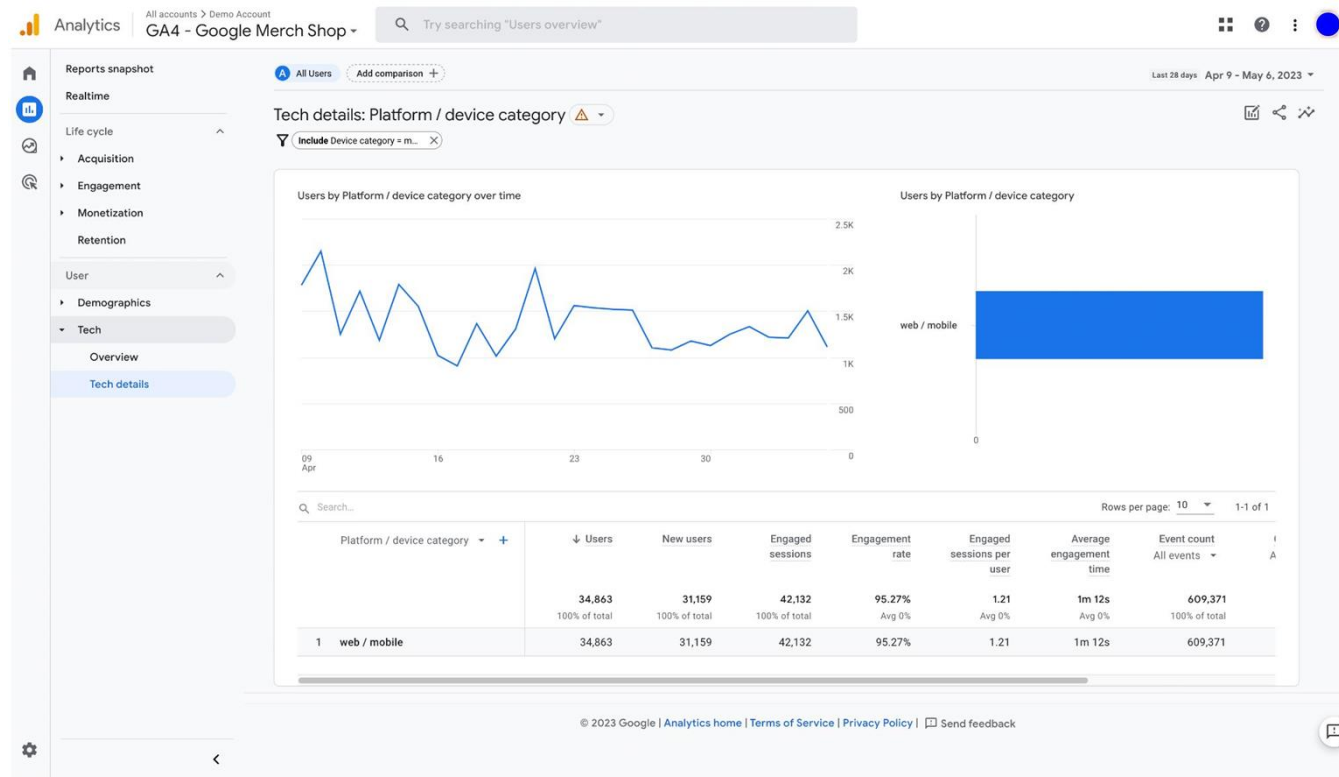 Analytics
All accounts > Demo Account
GA4 - Google Merch Shop
Try searching "Users overview"
Reports snapshot
Realtime
Life cycle
Acquisition
Engagement
Monetization
Retention
User
Demographics
Tech
Overview
Tech details
A All Users
Add comparison +
Last 28 days Apr 9 - May 6, 2023
Tech details: Platform / device category
Include Device category = m...
Users by Platform / device category over time
2.5K
2K
1.5K
1K
500
0
09 Apr
16
23
30
Users by Platform / device category
web / mobile
0
Search...
Rows per page: 10 1-1 of 1
Platform / device category +
↓ Users
New users
Engaged sessions
Engagement rate
Engaged sessions per user
Average engagement time
Event count
All events
34,863 31,159 42,132 95.27% 1.21 1m 12s 609,371
100% of total 100% of total 100% of total Avg 0% Avg 0% Avg 0% 100% of total
1 web / mobile 34,863 31,159 42,132 95.27% 1.21 1m 12s 609,371
© 2023 Google | Analytics home | Terms of Service | Privacy Policy | Send feedback